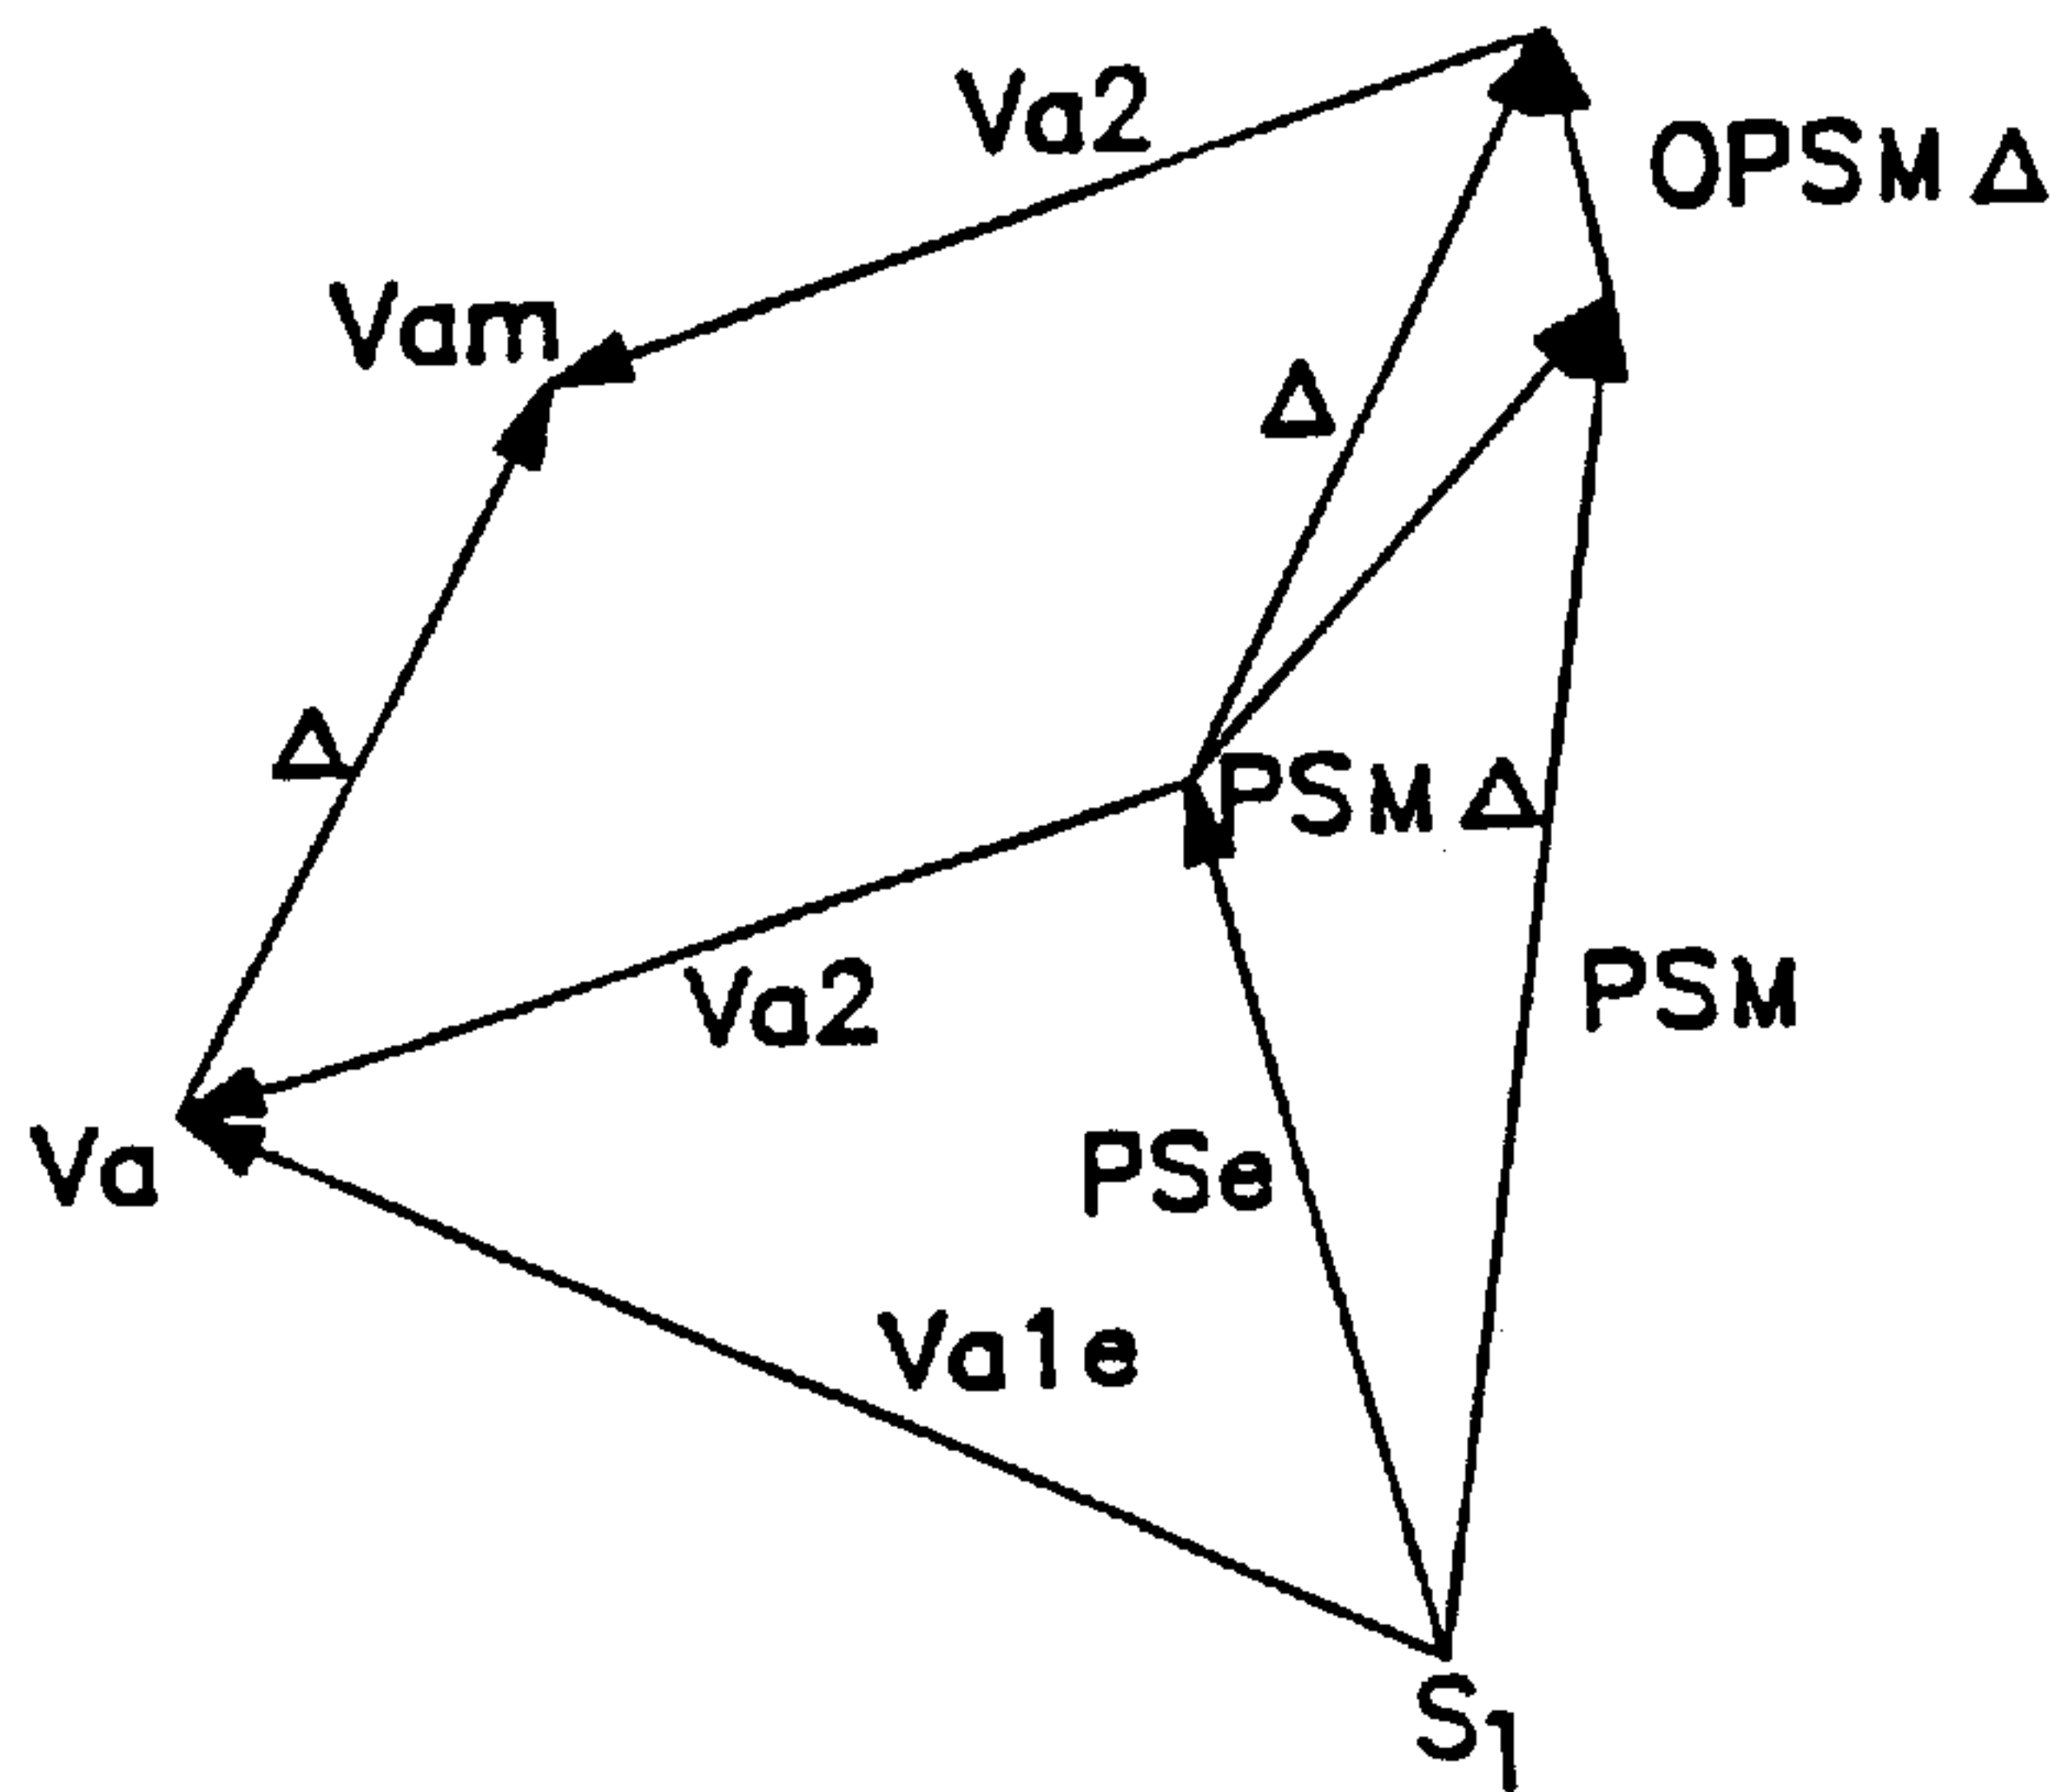 Va2
OPSM Δ
Vam
Δ
Δ
PSM Δ
Va2
PSM
Va
PSe
Va1e
S1